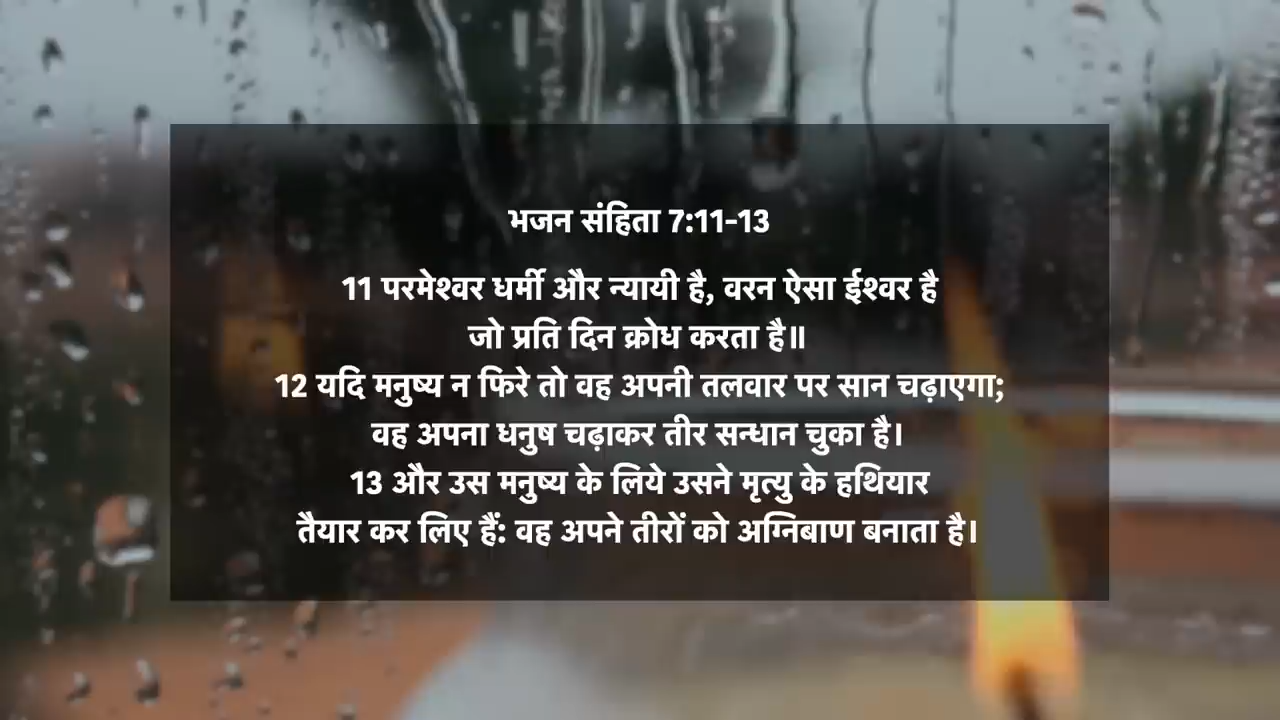 भजन संहिता 7:11-13
11 परमेश्वर धर्मी और न्यायी है, वरन ऐसा ईश्वर है
जो प्रति दिन क्रोध करता है॥
12 यदि मनुष्य न फिरे तो वह अपनी तलवार पर सान चढ़ाएगा;
वह अपना धनुष चढ़ाकर तीर सन्धान चुका है।
13 और उस मनुष्य के लिये उसने मृत्यु के हथियार
तैयार कर लिए हैं: वह अपने तीरों को अग्निबाण बनाता है।